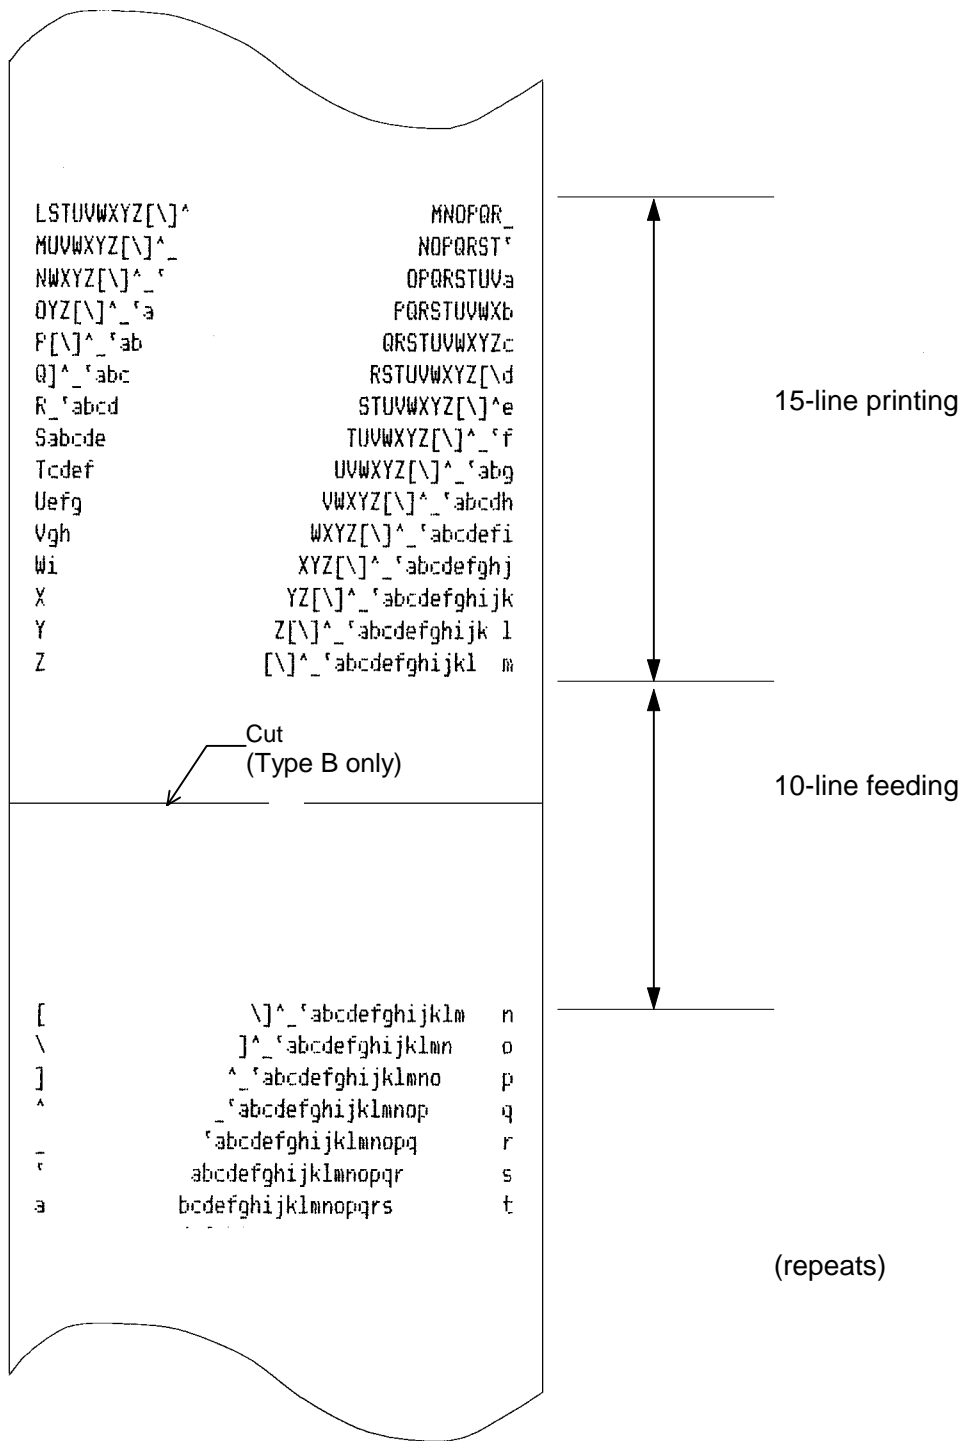 LSTUVWXYZ[\]^ MNOPQR_
MUVWXYZ[\]^_ NOPQRST`
NWXYZ[\]^_` OPQRSTUVa
OYZ[\]^_`a PQRSTUVWXb
P[\]^_`ab QRSTUVWXYZc
Q]^_`abc RSTUVWXYZ[\d
R_`abcd STUVWXYZ[\]^e
Sabcde TUVWXYZ[\]^_`f
Tcdef UVWXYZ[\]^_`abg
Uefg VWXYZ[\]^_`abcdh
Vgh WXYZ[\]^_`abcdefi
Wi XYZ[\]^_`abcdefghj
X YZ[\]^_`abcdefghijk
Y Z[\]^_`abcdefghijk l
Z [\]^_`abcdefghijkl m
15-line printing
Cut
(Type B only)
10-line feeding
[ \]^_`abcdefghijklm n
\ ]^_`abcdefghijklmn o
] ^_`abcdefghijklmno p
^ _`abcdefghijklmnop q
_ `abcdefghijklmnopq r
` abcdefghijklmnopqr s
a bcdefghijklmnopqrs t
(repeats)